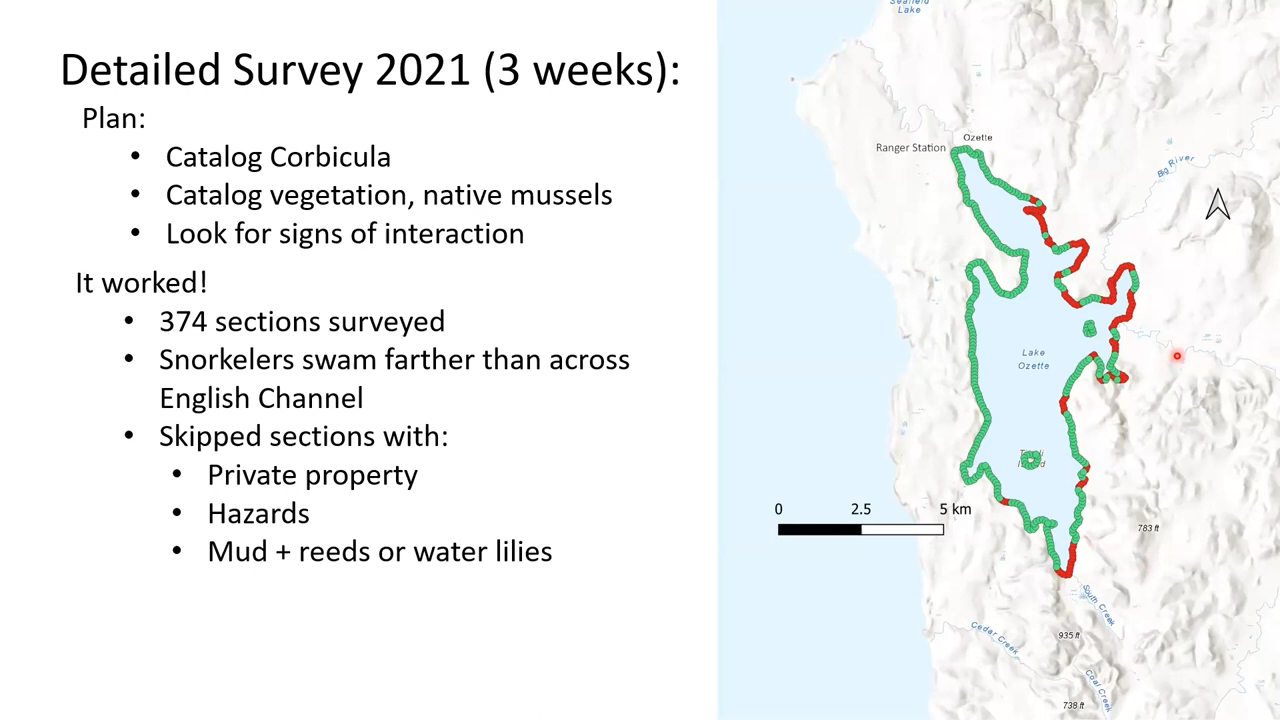 Detailed Survey 2021 (3 weeks):
Plan:
• Catalog Corbicula
• Catalog vegetation, native mussels
• Look for signs of interaction
It worked!
• 374 sections surveyed
• Snorkelers swam farther than across
English Channel
• Skipped sections with:
• Private property
• Hazards
• Mud + reeds or water lilies
Seafield
Lake
Ozette
Ranger Station
Big River
Lake
Ozette
0 2.5 5 km
783 ft
South Creek
Cedar Creek
935 ft
Coal Creek
738 ft